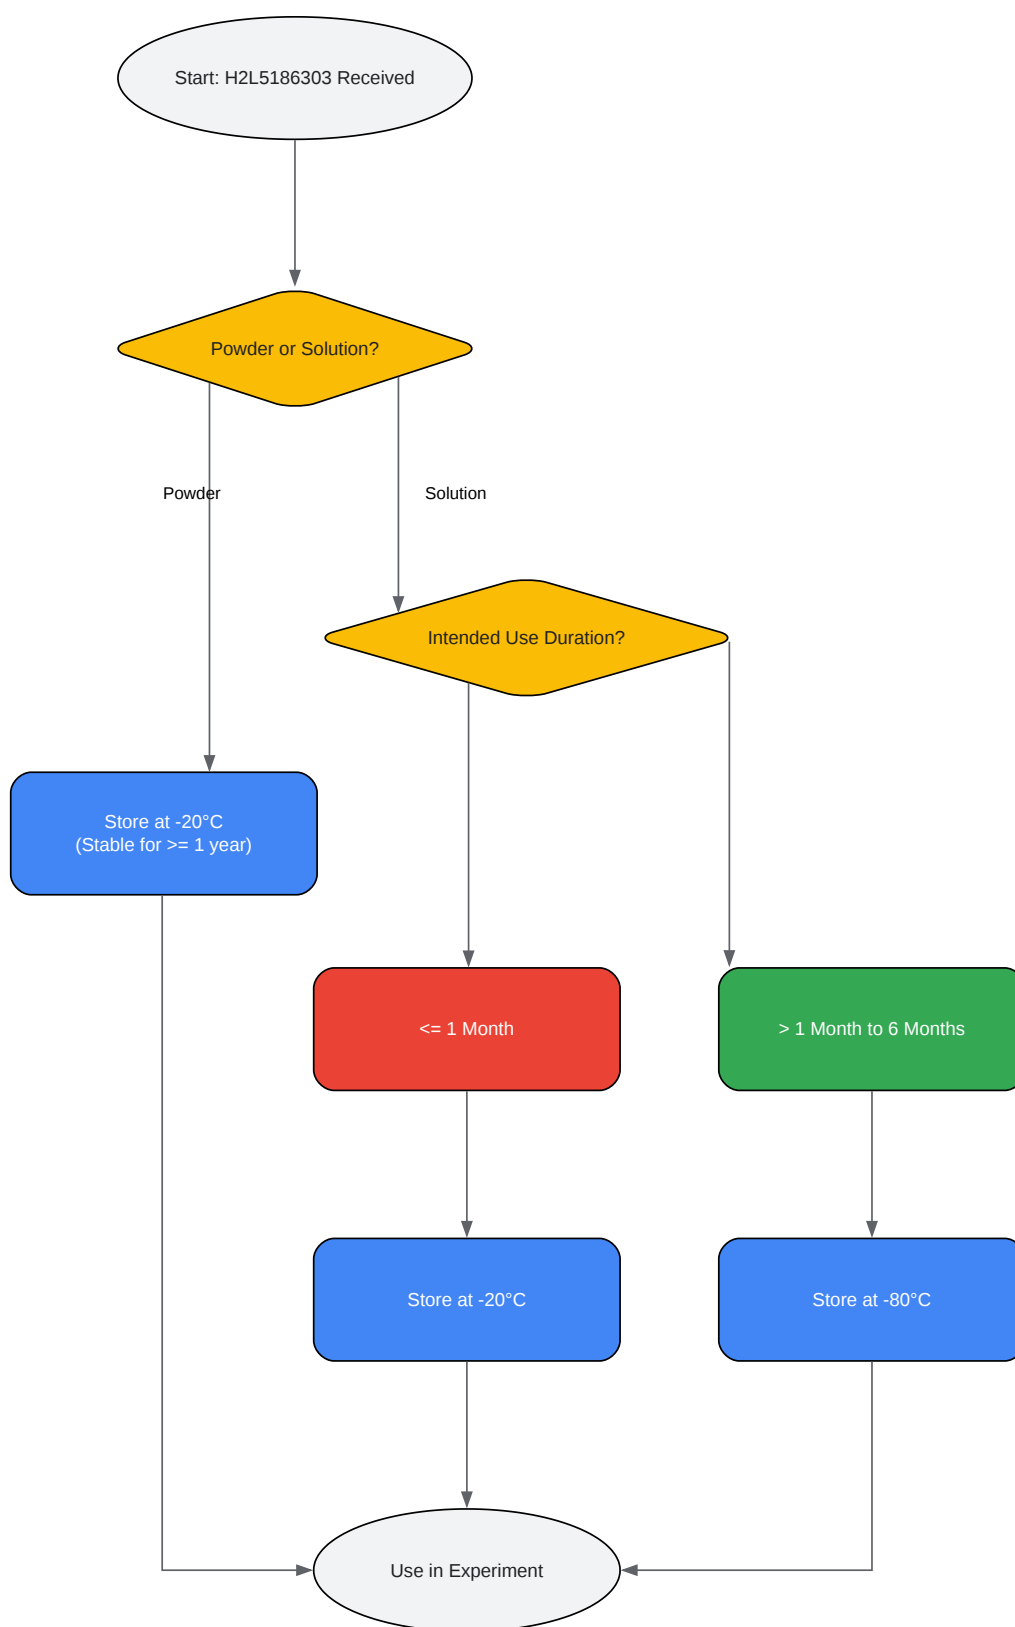 Start: H2L5186303 Received
Powder or Solution?
Powder
Solution
Intended Use Duration?
Store at -20°C
(Stable for >= 1 year)
<= 1 Month
> 1 Month to 6 Months
Store at -20°C
Store at -80°C
Use in Experiment